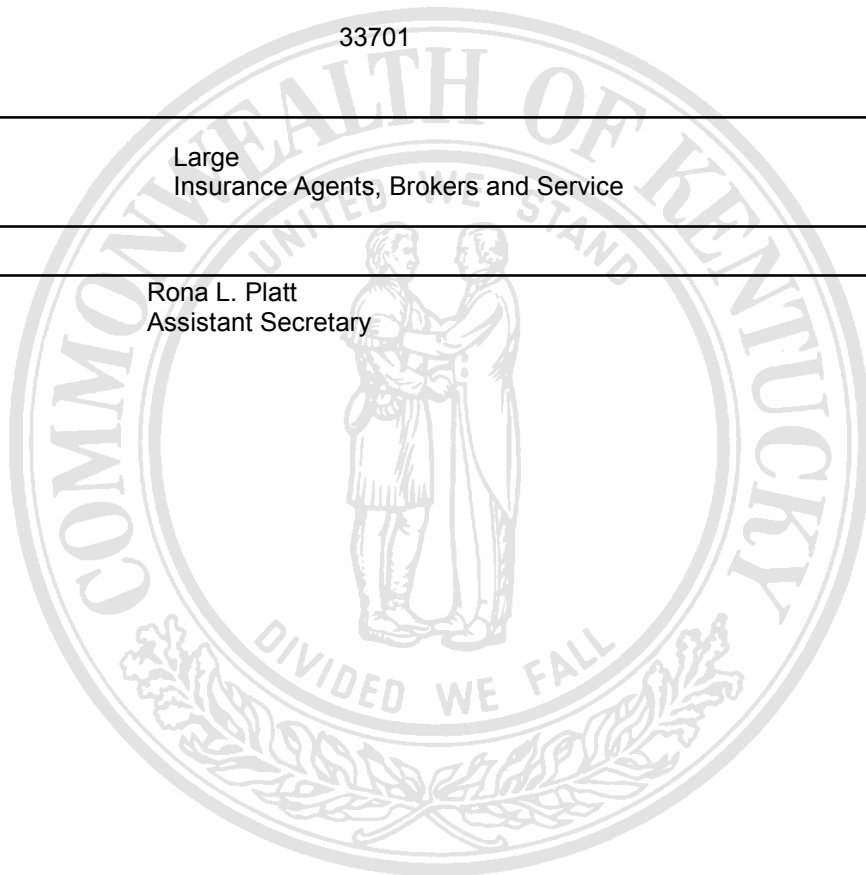 33701
Large
Insurance Agents, Brokers and Service
Rona L. Platt
Assistant Secretary
COMMONWEALTH OF KENTUCKY
UNITED WE STAND
DIVIDED WE FALL